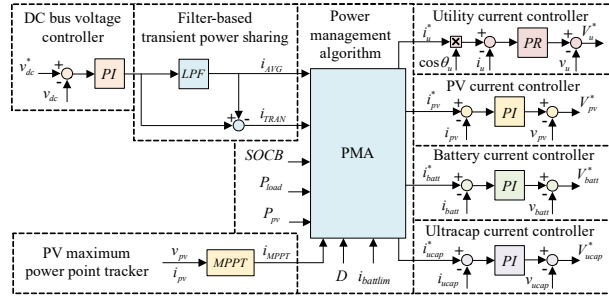 DC bus voltage
controller
v*dc
+
-
vdc
PI
Filter-based
transient power sharing
LPF
iAVG
+
-
iTRAN
Power
management
algorithm
PMA
SOCB
Pload
Ppv
PV maximum
power point tracker
vpv
ipv
MPPT
iMPPT
D
ibattlim
Utility current controller
i*u
cosθu
+
-
iu
PR
+
-
vu
V*u
PV current controller
i*pv
+
-
ipv
PI
+
-
vpv
V*pv
Battery current controller
i*batt
+
-
ibatt
PI
+
-
vbatt
V*batt
Ultracap current controller
i*ucap
+
-
iucap
PI
+
-
vucap
V*ucap